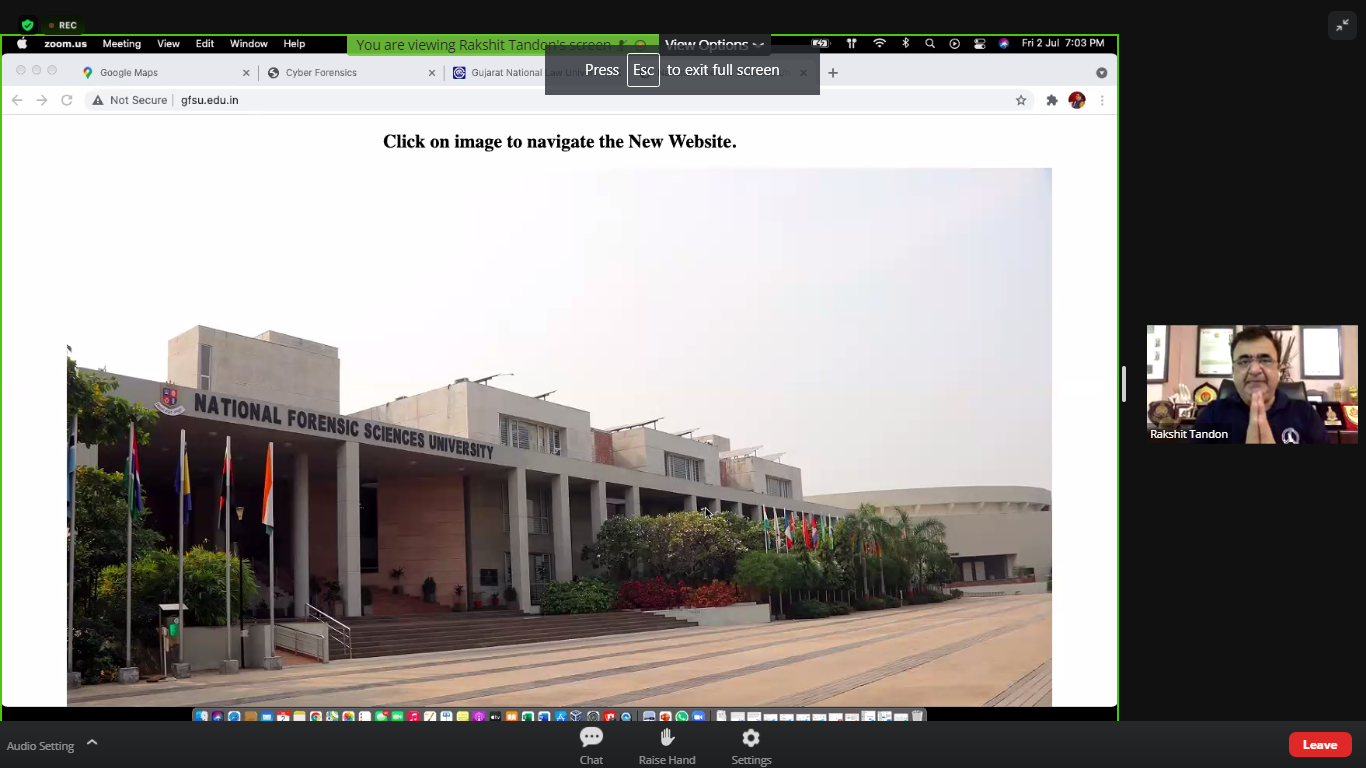 REC
zoom.us Meeting View Edit Window Help
You are viewing Rakshit Tandon's screen
View Options
Fri 2 Jul 7:03 PM
Google Maps
Cyber Forensics
Gujarat National Law
Press Esc to exit full screen
Not Secure
gfsu.edu.in
Click on image to navigate the New Website.
NATIONAL FORENSIC SCIENCES UNIVERSITY
Rakshit Tandon
Audio Setting
Chat
Raise Hand
Settings
Leave